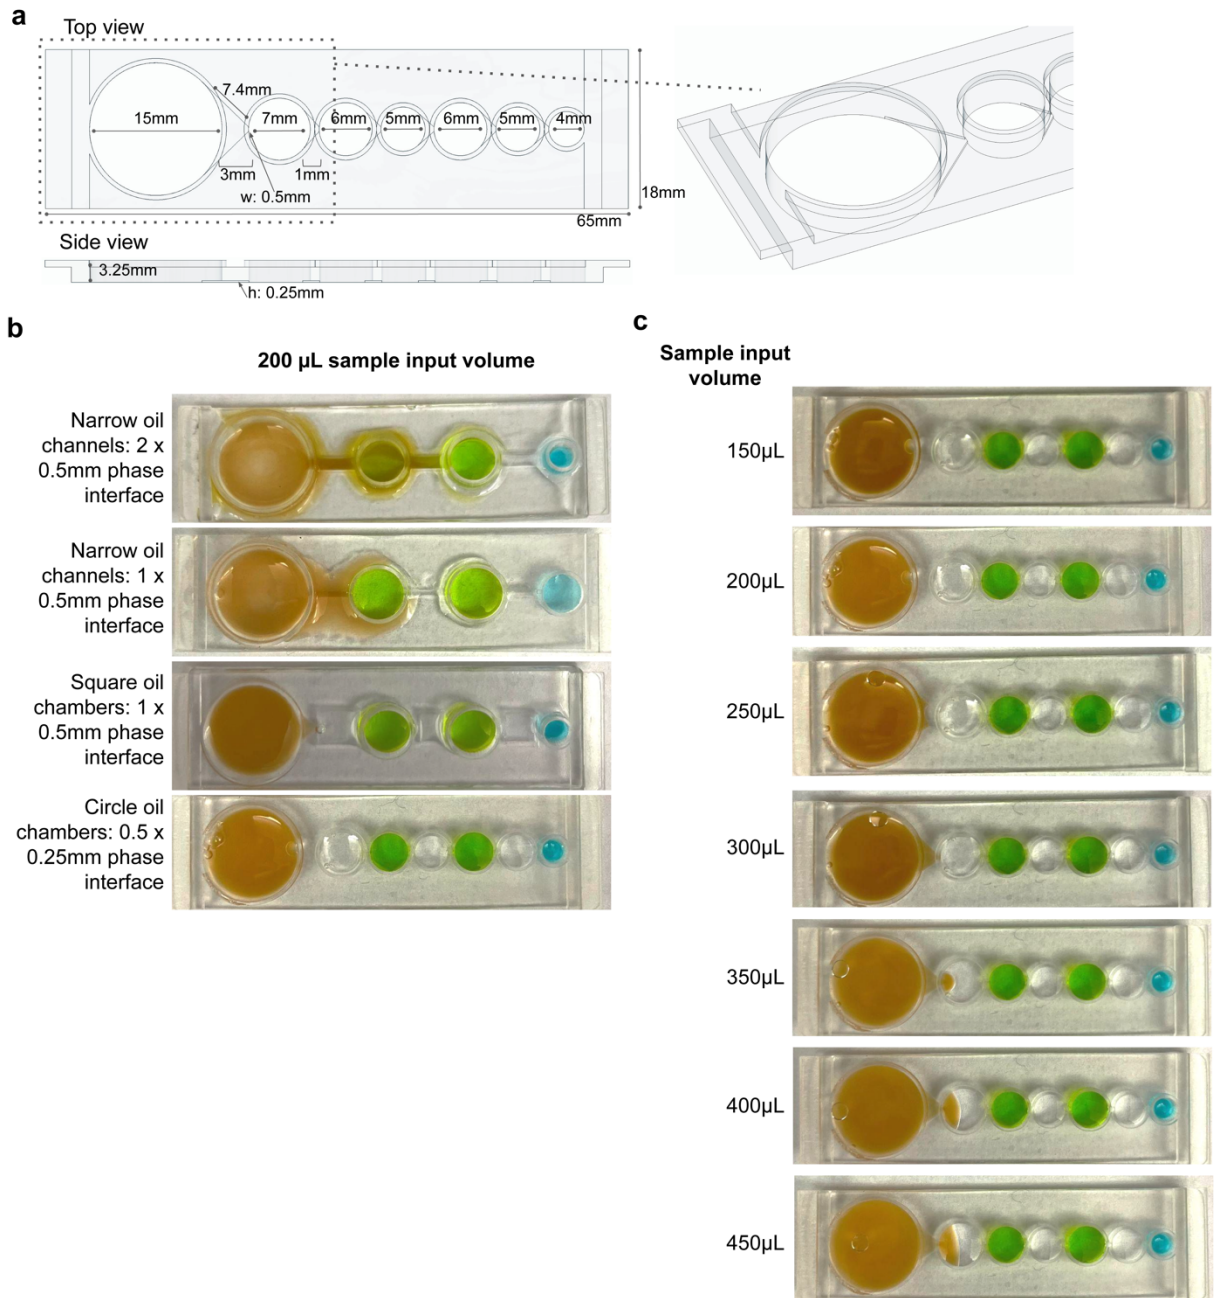 a
Top view
7.4mm
15mm
7mm
6mm
5mm
6mm
5mm
4mm
3mm
1mm
w: 0.5mm
18mm
65mm
Side view
3.25mm
h: 0.25mm
b
200 µL sample input volume
Narrow oil
channels: 2 x
0.5mm phase
interface
Narrow oil
channels: 1 x
0.5mm phase
interface
Square oil
chambers: 1 x
0.5mm phase
interface
Circle oil
chambers: 0.5 x
0.25mm phase
interface
c
Sample input
volume
150µL
200µL
250µL
300µL
350µL
400µL
450µL